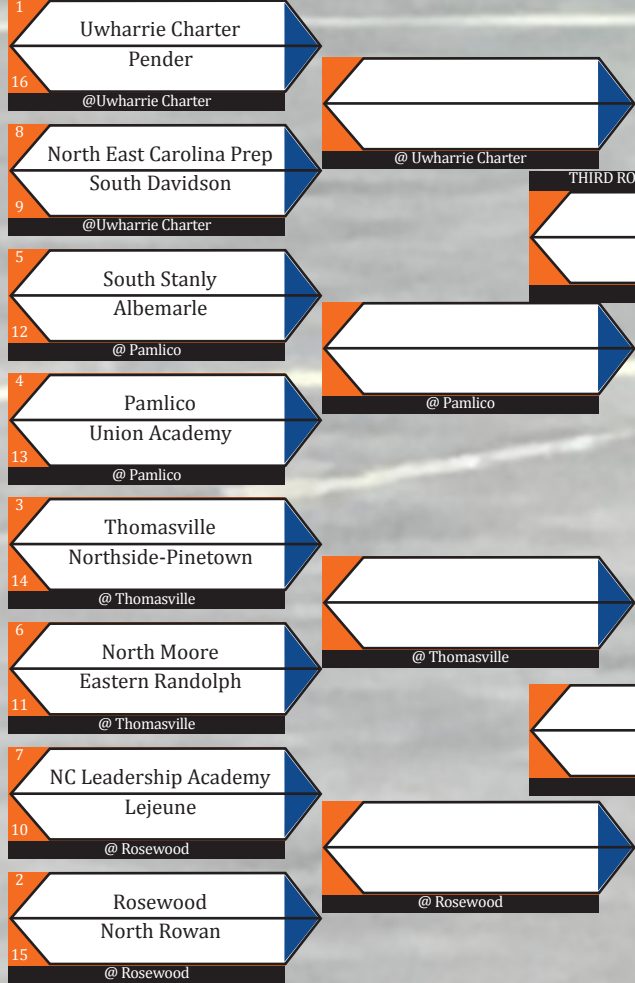 1
Uwharrie Charter
Pender
16
@Uwharrie Charter
8
North East Carolina Prep
South Davidson
9
@Uwharrie Charter
5
South Stanly
Albemarle
12
@ Pamlico
4
Pamlico
Union Academy
13
@ Pamlico
3
Thomasville
Northside-Pinetown
14
@ Thomasville
6
North Moore
Eastern Randolph
11
@ Thomasville
7
NC Leadership Academy
Lejeune
10
@ Rosewood
2
Rosewood
North Rowan
15
@ Rosewood
@ Uwharrie Charter
@ Pamlico
@ Thomasville
@ Rosewood
THIRD RO